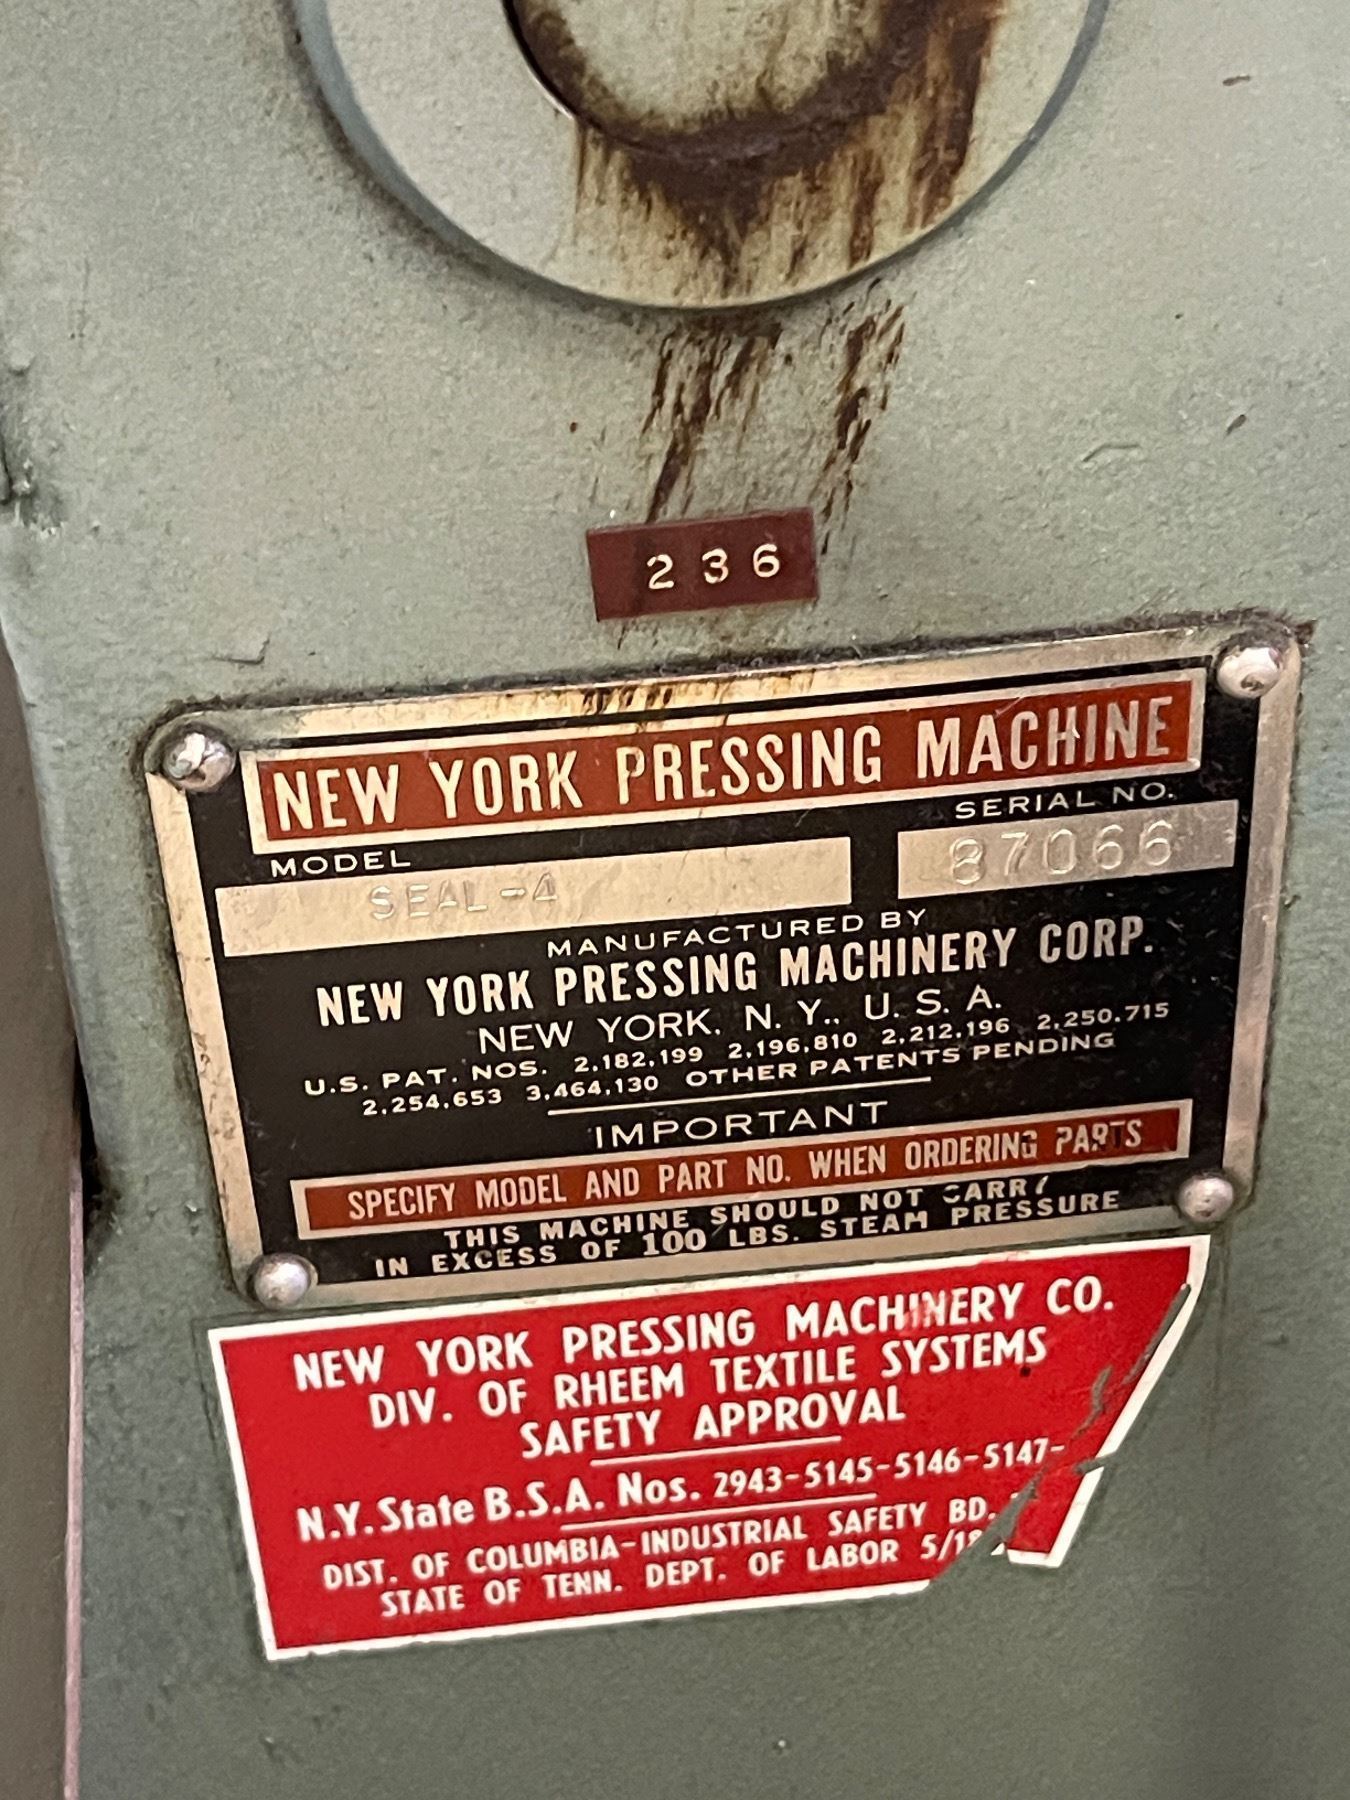 236
NEW YORK PRESSING MACHINE
MODEL SERIAL NO.
SEAL-4 87066
MANUFACTURED BY
NEW YORK PRESSING MACHINERY CORP.
NEW YORK, N. Y., U. S. A.
U.S. PAT. NOS. 2,182,199 2,196,810 2,212,196 2,250,715
2,254,653 3,464,130 OTHER PATENTS PENDING
IMPORTANT
SPECIFY MODEL AND PART NO. WHEN ORDERING PARTS
THIS MACHINE SHOULD NOT CARRY
IN EXCESS OF 100 LBS. STEAM PRESSURE
NEW YORK PRESSING MACHINERY CO.
DIV. OF RHEEM TEXTILE SYSTEMS
SAFETY APPROVAL
N.Y. State B.S.A. Nos. 2943-5145-5146-5147-
DIST. OF COLUMBIA-INDUSTRIAL SAFETY BD.
STATE OF TENN. DEPT. OF LABOR